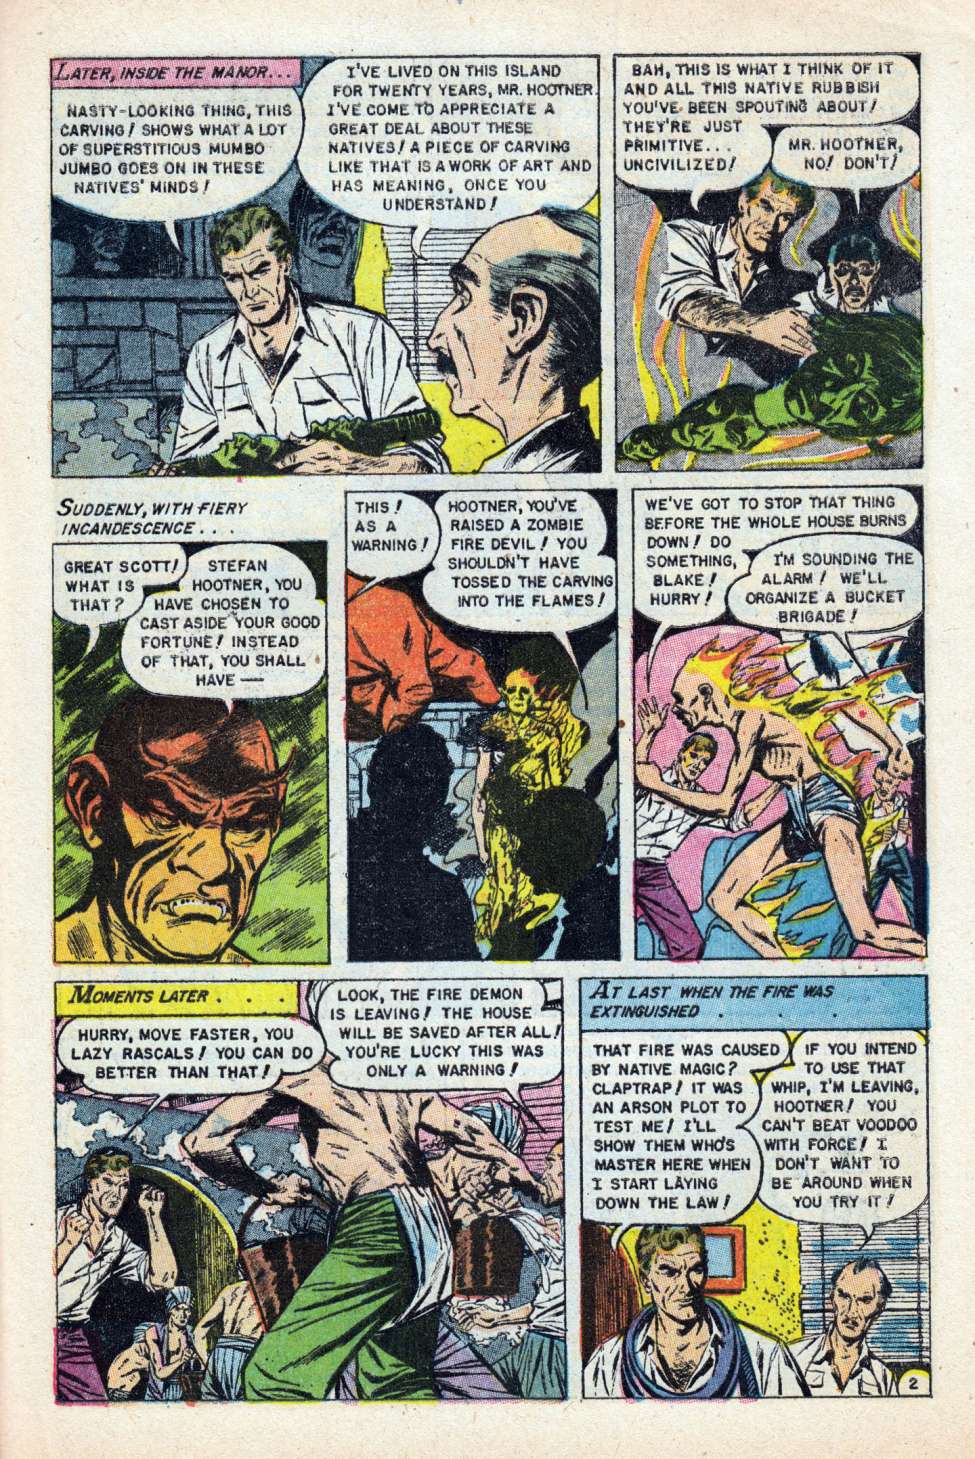 LATER, INSIDE THE MANOR...
NASTY-LOOKING THING, THIS
CARVING! SHOWS WHAT A LOT
OF SUPERSTITIOUS MUMBO
JUMBO GOES ON IN THESE
NATIVES' MINDS!
I'VE LIVED ON THIS ISLAND
FOR TWENTY YEARS, MR. HOOTNER.
I'VE COME TO APPRECIATE A
GREAT DEAL ABOUT THESE
NATIVES! A PIECE OF CARVING
LIKE THAT IS A WORK OF ART AND
HAS MEANING, ONCE YOU
UNDERSTAND!
BAH, THIS IS WHAT I THINK OF IT
AND ALL THIS NATIVE RUBBISH
YOU'VE BEEN SPOUTING ABOUT!
THEY'RE JUST
PRIMITIVE...
UNCIVILIZED!
MR. HOOTNER,
NO! DON'T!
SUDDENLY, WITH FIERY
INCANDESCENCE...
GREAT SCOTT!
WHAT IS
THAT?
STEFAN
HOOTNER, YOU
HAVE CHOSEN TO
CAST ASIDE YOUR GOOD
FORTUNE! INSTEAD
OF THAT, YOU SHALL
HAVE —
THIS!
AS A
WARNING!
HOOTNER, YOU'VE
RAISED A ZOMBIE
FIRE DEVIL! YOU
SHOULDN'T HAVE
TOSSED THE CARVING
INTO THE FLAMES!
WE'VE GOT TO STOP THAT THING
BEFORE THE WHOLE HOUSE BURNS
DOWN! DO
SOMETHING,
BLAKE!
HURRY!
I'M SOUNDING THE
ALARM! WE'LL
ORGANIZE A BUCKET
BRIGADE!
MOMENTS LATER . . . .
HURRY, MOVE FASTER, YOU
LAZY RASCALS! YOU CAN DO
BETTER THAN THAT!
LOOK, THE FIRE DEMON
IS LEAVING! THE HOUSE
WILL BE SAVED AFTER ALL!
YOU'RE LUCKY THIS WAS
ONLY A WARNING!
AT LAST WHEN THE FIRE WAS
EXTINGUISHED . . .
THAT FIRE WAS CAUSED
BY NATIVE MAGIC?
CLAPTRAP! IT WAS
AN ARSON PLOT TO
TEST ME! I'LL
SHOW THEM WHO'S
MASTER HERE WHEN
I START LAYING
DOWN THE LAW!
IF YOU INTEND
TO USE THAT
WHIP, I'M LEAVING,
HOOTNER! YOU
CAN'T BEAT VOODOO
WITH FORCE! I
DON'T WANT TO
BE AROUND WHEN
YOU TRY IT!
2